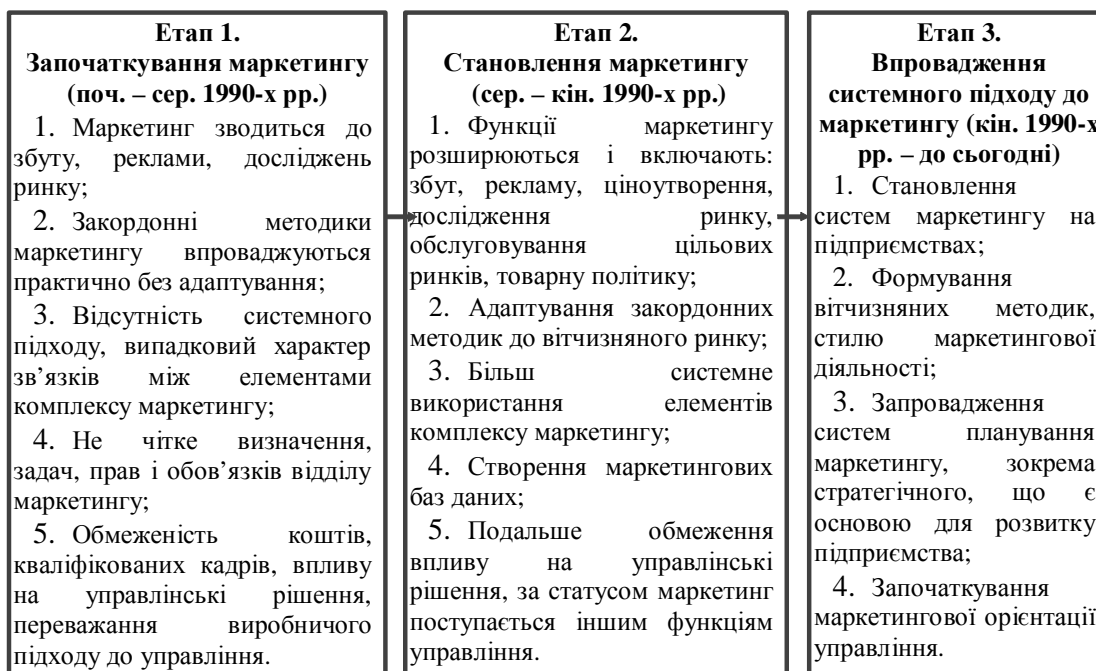 Етап 1.
Започаткування маркетингу
(поч. – сер. 1990-х рр.)
1. Маркетинг зводиться до
збуту, реклами, досліджень
ринку;
2. Закордонні методики
маркетингу впроваджуються
практично без адаптування;
3. Відсутність системного
підходу, випадковий характер
зв’язків між елементами
комплексу маркетингу;
4. Не чітке визначення,
задач, прав і обов’язків відділу
маркетингу;
5. Обмеженість коштів,
кваліфікованих кадрів, впливу
на управлінські рішення,
переважання виробничого
підходу до управління.
Етап 2.
Становлення маркетингу
(сер. – кін. 1990-х рр.)
1. Функції маркетингу
розширюються і включають:
збут, рекламу, ціноутворення,
дослідження ринку,
обслуговування цільових
ринків, товарну політику;
2. Адаптування закордонних
методик до вітчизняного ринку;
3. Більш системне
використання елементів
комплексу маркетингу;
4. Створення маркетингових
баз даних;
5. Подальше обмеження
впливу на управлінські
рішення, за статусом маркетинг
поступається іншим функціям
управління.
Етап 3.
Впровадження
системного підходу до
маркетингу (кін. 1990-х
рр. – до сьогодні)
1. Становлення
систем маркетингу на
підприємствах;
2. Формування
вітчизняних методик,
стилю маркетингової
діяльності;
3. Запровадження
систем планування
маркетингу, зокрема
стратегічного, що є
основою для розвитку
підприємства;
4. Започаткування
маркетингової орієнтації
управління.